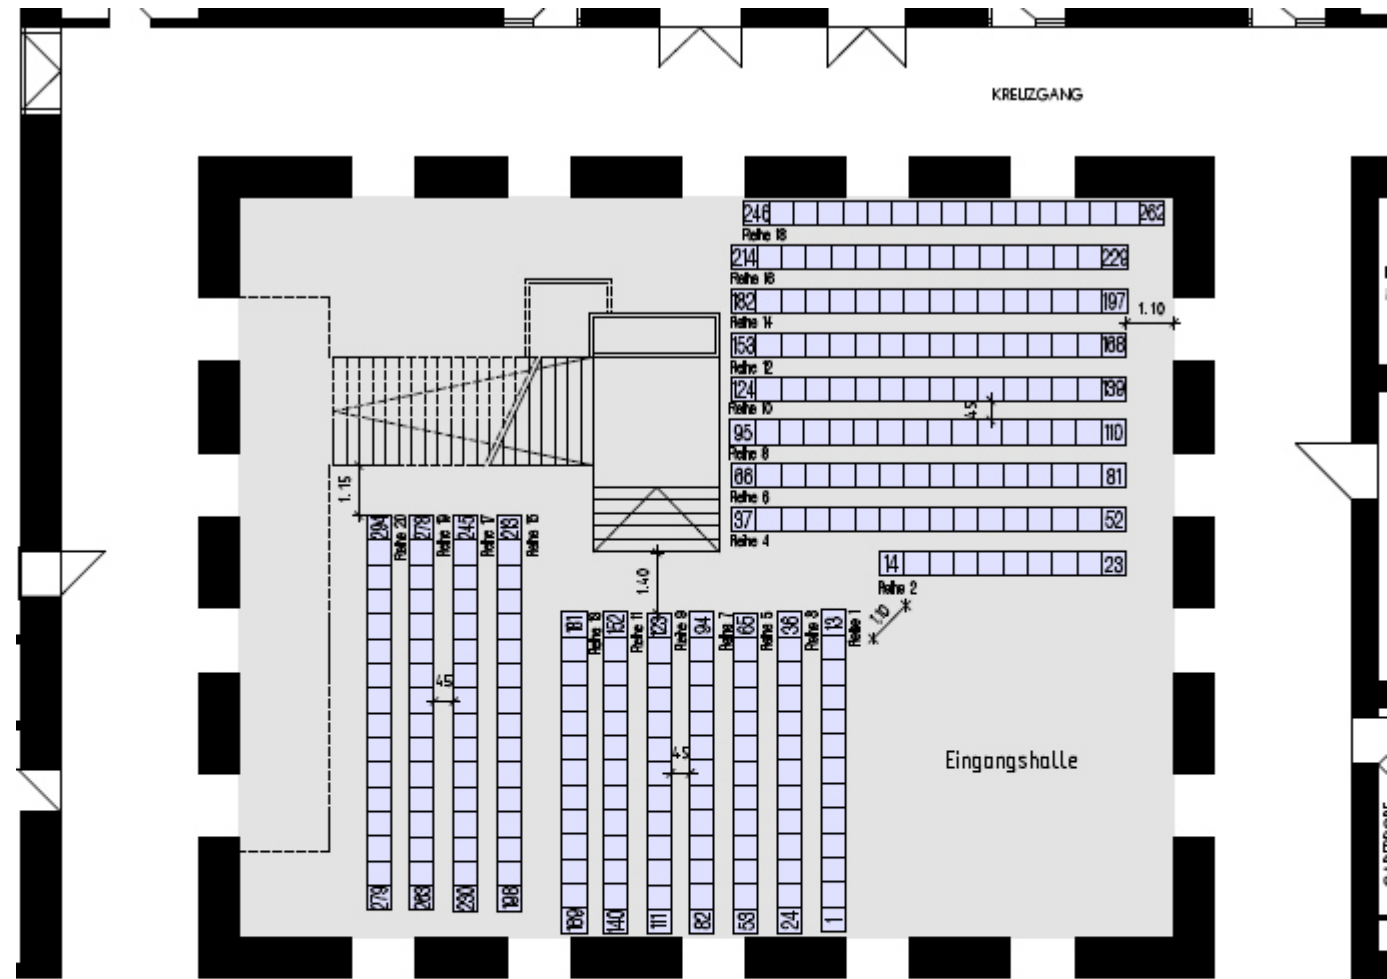 KREUZGANG
246 262
Reihe 18
214 229
Reihe 16
182 197
1.10
Reihe 14
153 168
Reihe 12
124 139
45
Reihe 10
95 110
Reihe 8
66 81
Reihe 6
37 52
Reihe 4
14 23
Reihe 2
1.10
1.15
294 Reihe 20
278 Reihe 19
245 Reihe 17
213 Reihe 15
1.40
181 Reihe 13
152 Reihe 11
123 Reihe 9
94 Reihe 7
65 Reihe 5
36 Reihe 3
13 Reihe 1
45
45
Eingangshalle
279 263 230 198
169 140 111 82 53 24 1